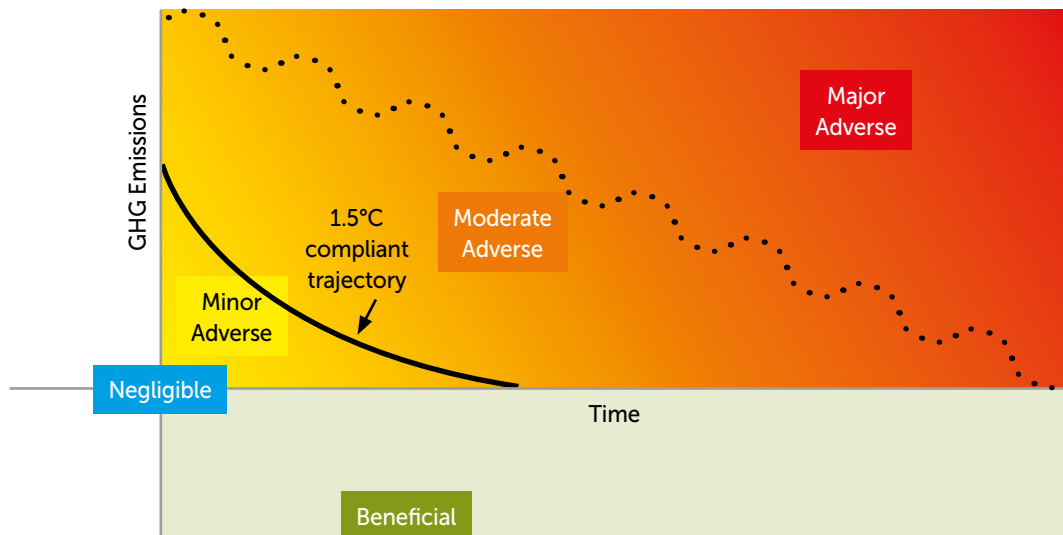 GHG Emissions
Major
Adverse
Moderate
Adverse
1.5°C
compliant
trajectory
Minor
Adverse
Negligible
Time
Beneficial